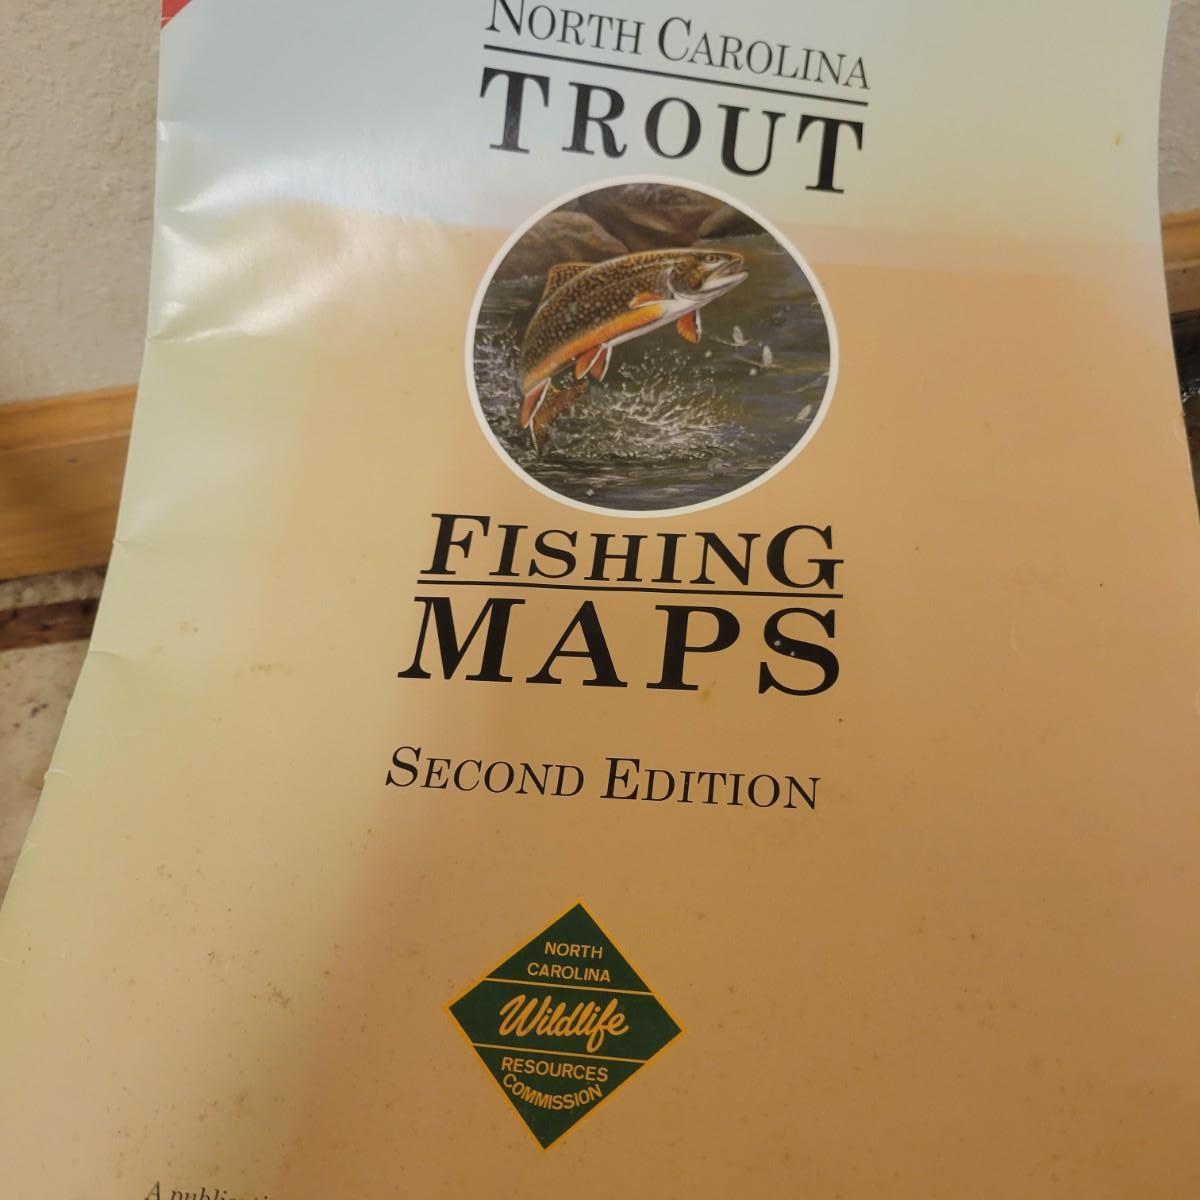 NORTH CAROLINA
TROUT
FISHING
MAPS
SECOND EDITION
NORTH
CAROLINA
Wildlife
RESOURCES
COMMISSION
A